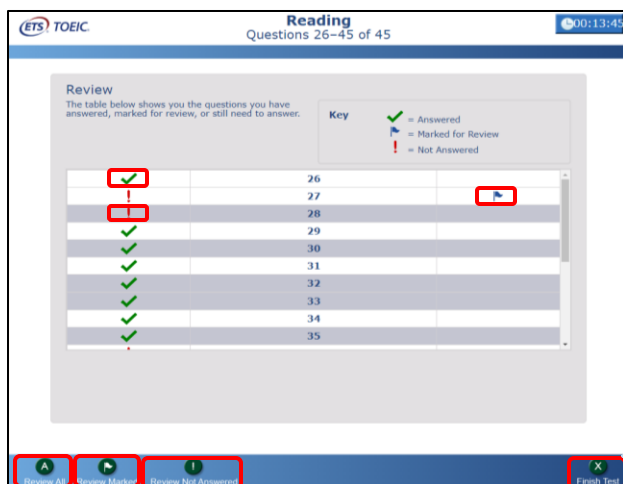 ETS TOEIC.
Reading
Questions 26–45 of 45
00:13:45
Review
The table below shows you the questions you have
answered, marked for review, or still need to answer.
Key
= Answered
= Marked for Review
! = Not Answered
26
! 27
! 28
29
30
31
32
33
34
35
A
!
X
Review All
Review Marked
Review Not Answered
Finish Test